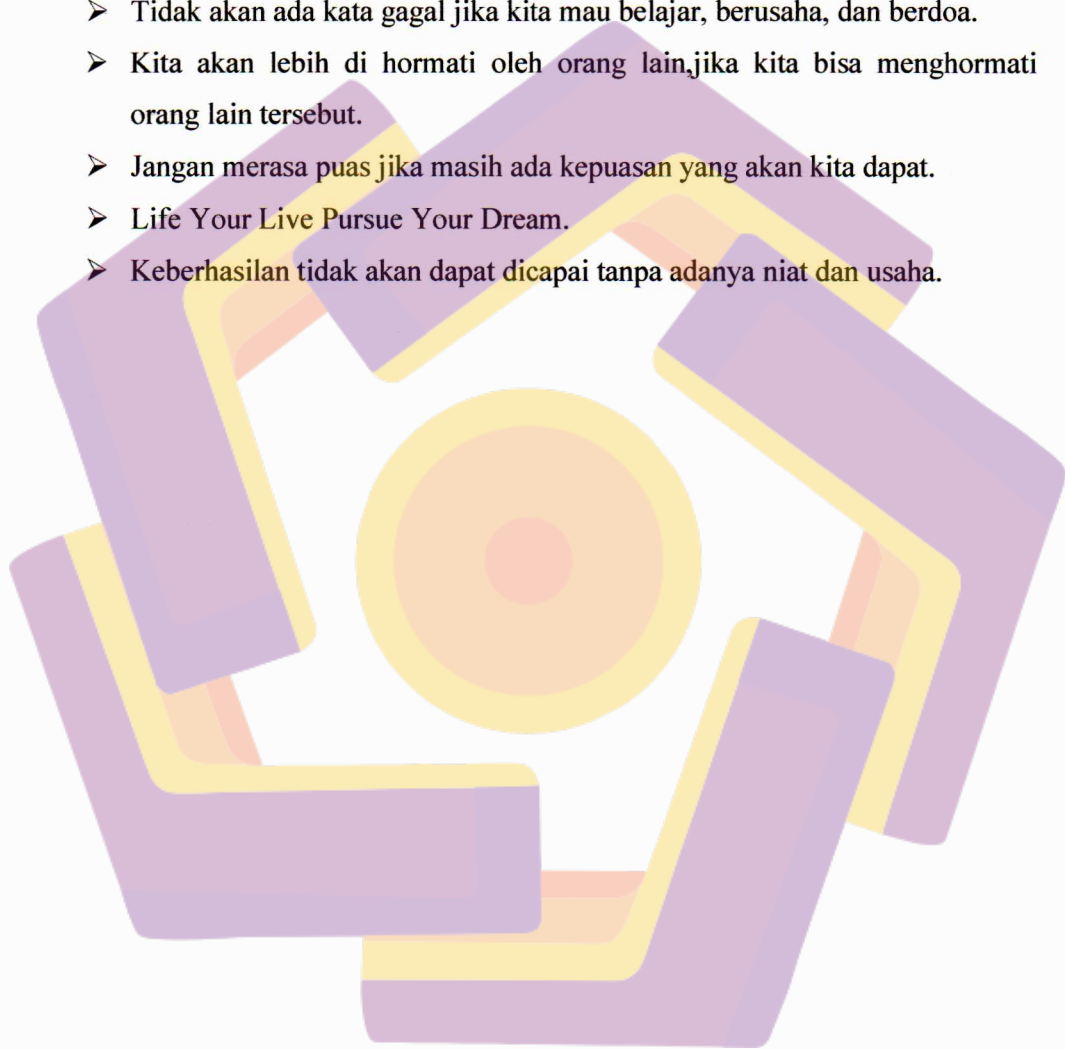 ➢ Tidak akan ada kata gagal jika kita mau belajar, berusaha, dan berdoa.
➢ Kita akan lebih di hormati oleh orang lain,jika kita bisa menghormati
orang lain tersebut.
➢ Jangan merasa puas jika masih ada kepuasan yang akan kita dapat.
➢ Life Your Live Pursue Your Dream.
➢ Keberhasilan tidak akan dapat dicapai tanpa adanya niat dan usaha.